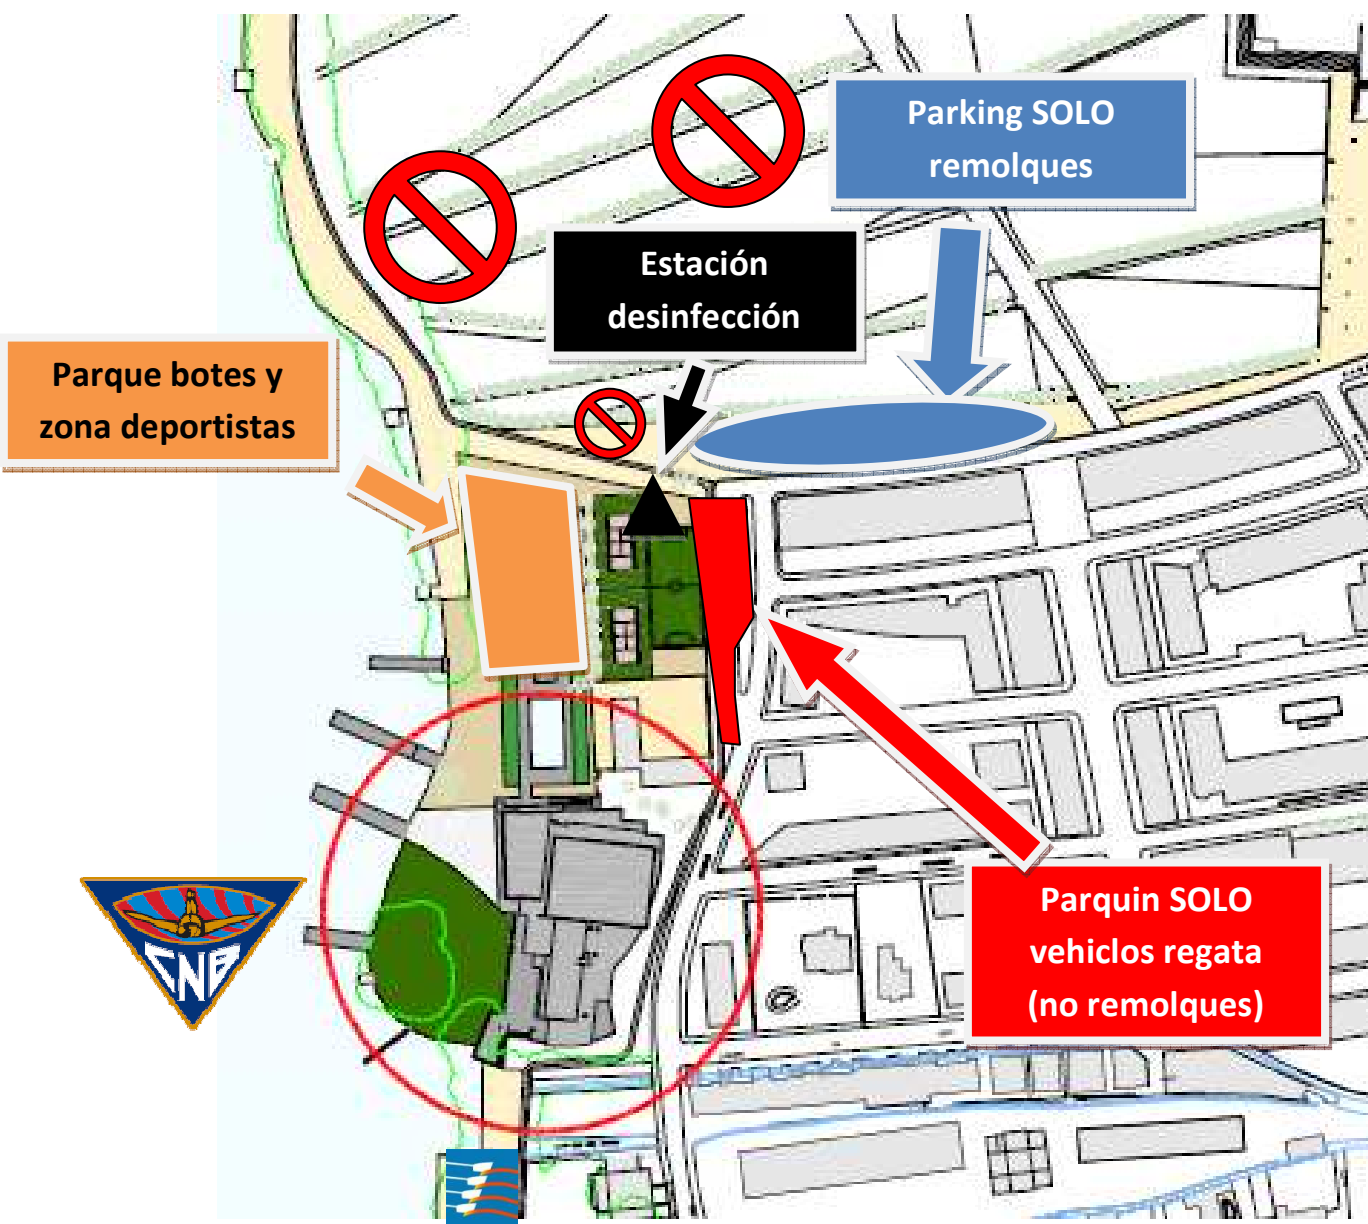 Parking SOLO
remolques
Estación
desinfección
Parque botes y
zona deportistas
Parquin SOLO
vehiclos regata
(no remolques)
CNB